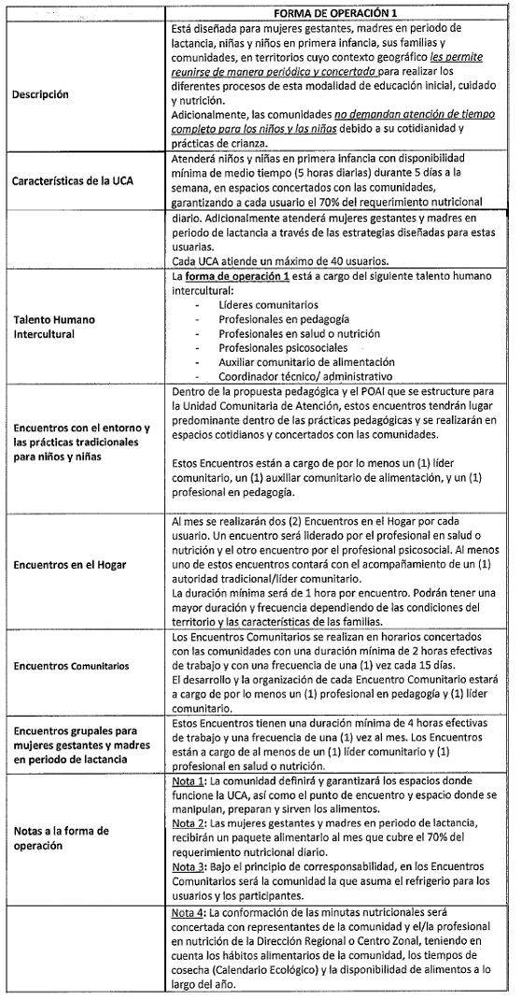 FORMA DE OPERACIÓN 1
Descripción
Está diseñada para mujeres gestantes, madres en periodo de
lactancia, niñas y niños en primera infancia, sus familias y
comunidades, en territorios cuyo contexto geográfico les permite
reunirse de manera periódica y concertada para realizar los
diferentes procesos de esta modalidad de educación inicial, cuidado
y nutrición.
Adicionalmente, las comunidades no demandan atención de tiempo
completo para los niños y las niñas debido a su cotidianidad y
prácticas de crianza.
Características de la UCA
Atenderá niños y niñas en primera infancia con disponibilidad
mínima de medio tiempo (5 horas diarias) durante 5 días a la
semana, en espacios concertados con las comunidades,
garantizando a cada usuario el 70% del requerimiento nutricional
diario. Adicionalmente atenderá mujeres gestantes y madres en
periodo de lactancia a través de las estrategias diseñadas para estas
usuarias.
Cada UCA atiende un máximo de 40 usuarios.
Talento Humano
Intercultural
La forma de operación 1 está a cargo del siguiente talento humano
intercultural:
- Líderes comunitarios
- Profesionales en pedagogía
- Profesionales en salud o nutrición
- Profesionales psicosociales
- Auxiliar comunitario de alimentación
- Coordinador técnico/ administrativo
Encuentros con el entorno y
las prácticas tradicionales
para niños y niñas
Dentro de la propuesta pedagógica y el POAI que se estructure para
la Unidad Comunitaria de Atención, estos encuentros tendrán lugar
predominante dentro de las prácticas pedagógicas y se realizarán en
espacios cotidianos y concertados con las comunidades.
Estos Encuentros están a cargo de por lo menos un (1) líder
comunitario, un (1) auxiliar comunitario de alimentación, y un (1)
profesional en pedagogía.
Encuentros en el Hogar
Al mes se realizarán dos (2) Encuentros en el Hogar por cada
usuario. Un encuentro será liderado por el profesional en salud o
nutrición y el otro encuentro por el profesional psicosocial. Al menos
uno de estos encuentros contará con el acompañamiento de un (1)
autoridad tradicional/líder comunitario.
La duración mínima será de 1 hora por encuentro. Podrán tener una
mayor duración y frecuencia dependiendo de las condiciones del
territorio y las características de las familias.
Encuentros Comunitarios
Los Encuentros Comunitarios se realizan en horarios concertados
con las comunidades con una duración mínima de 2 horas efectivas
de trabajo y con una frecuencia de una (1) vez cada 15 días.
El desarrollo y la organización de cada Encuentro Comunitario estará
a cargo de por lo menos un (1) profesional en pedagogía y (1) líder
comunitario.
Encuentros grupales para
mujeres gestantes y madres
en periodo de lactancia
Estos Encuentros tienen una duración mínima de 4 horas efectivas
de trabajo y una frecuencia de una (1) vez al mes. Los Encuentros
están a cargo de al menos de un (1) líder comunitario y (1)
profesional en salud o nutrición.
Notas a la forma de
operación
Nota 1: La comunidad definirá y garantizará los espacios donde
funcione la UCA, así como el punto de encuentro y espacio donde se
manipulan, preparan y sirven los alimentos.
Nota 2: Las mujeres gestantes y madres en periodo de lactancia,
recibirán un paquete alimentario al mes que cubre el 70% del
requerimiento nutricional diario.
Nota 3: Bajo el principio de corresponsabilidad, en los Encuentros
Comunitarios será la comunidad la que asuma el refrigerio para los
usuarios y los participantes.
Nota 4: La conformación de las minutas nutricionales será
concertada con representantes de la comunidad y el/la profesional
en nutrición de la Dirección Regional o Centro Zonal, teniendo en
cuenta los hábitos alimentarios de la comunidad, los tiempos de
cosecha (Calendario Ecológico) y la disponibilidad de alimentos a lo
largo del año.